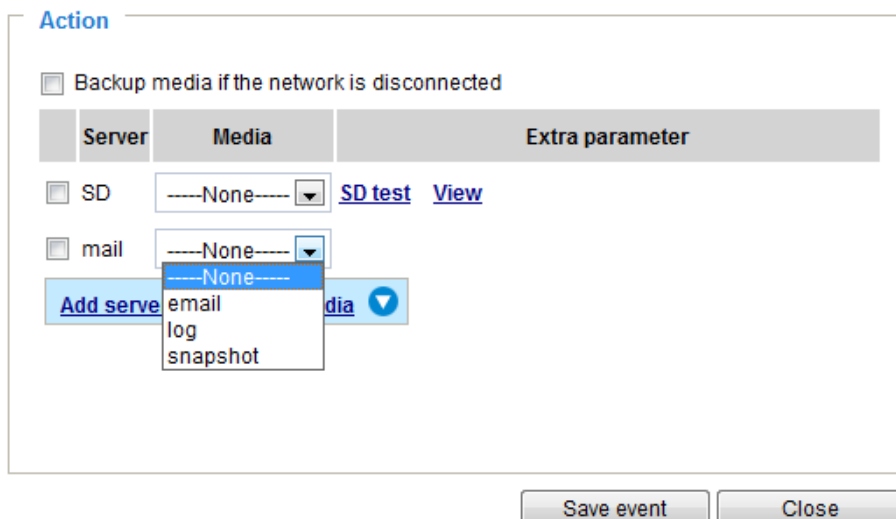 Action
Backup media if the network is disconnected
Server Media Extra parameter
SD -----None----- SD test View
mail -----None-----
-----None-----
Add serve dia
email
log
snapshot
Save event Close